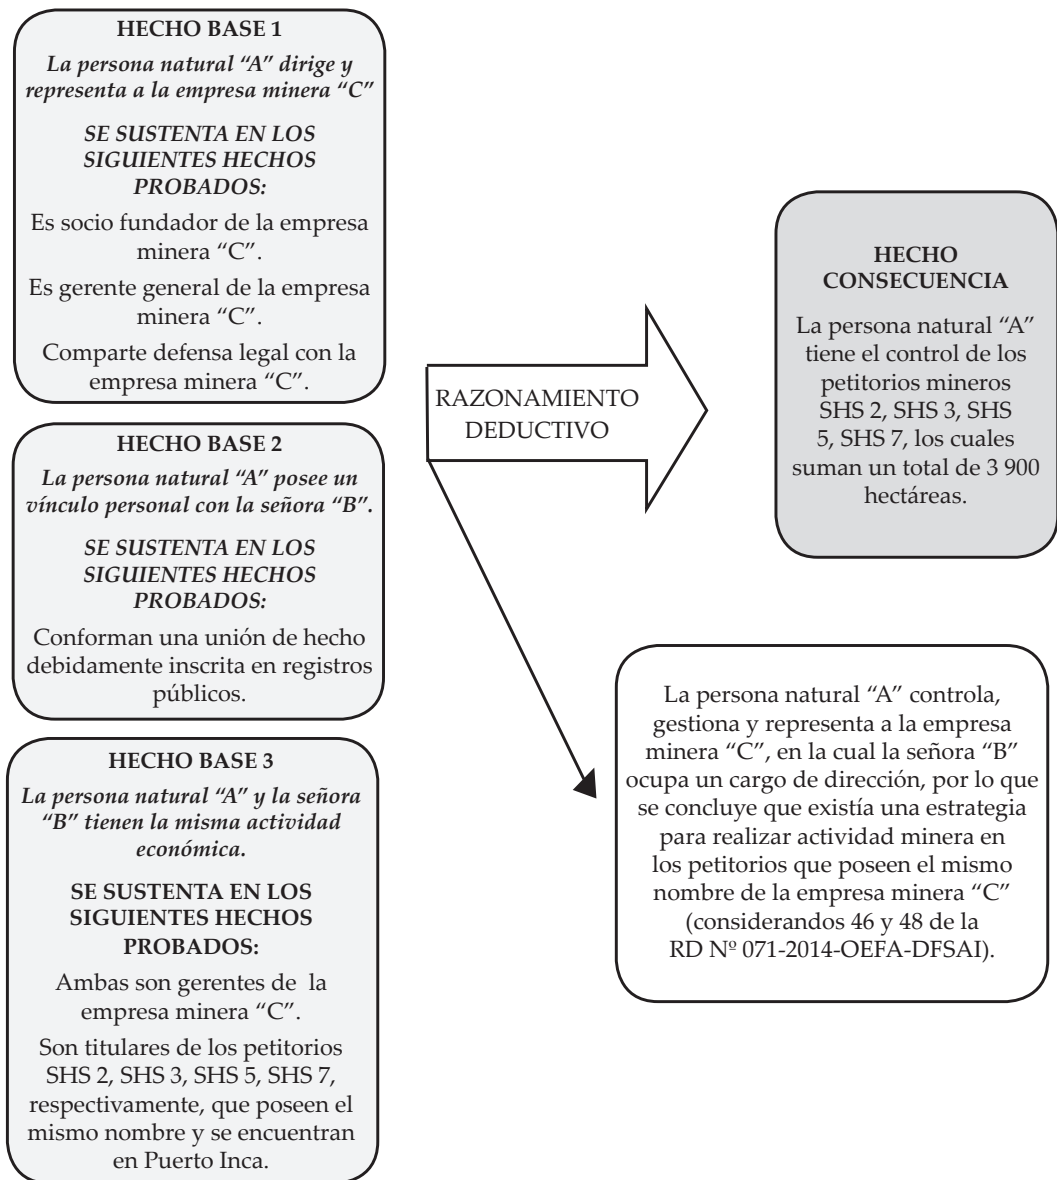 HECHO BASE 1
La persona natural “A” dirige y
representa a la empresa minera “C”
SE SUSTENTA EN LOS
SIGUIENTES HECHOS
PROBADOS:
Es socio fundador de la empresa
minera “C”.
Es gerente general de la empresa
minera “C”.
Comparte defensa legal con la
empresa minera “C”.
HECHO BASE 2
La persona natural “A” posee un
vínculo personal con la señora “B”.
SE SUSTENTA EN LOS
SIGUIENTES HECHOS
PROBADOS:
Conforman una unión de hecho
debidamente inscrita en registros
públicos.
HECHO BASE 3
La persona natural “A” y la señora
“B” tienen la misma actividad
económica.
SE SUSTENTA EN LOS
SIGUIENTES HECHOS
PROBADOS:
Ambas son gerentes de la
empresa minera “C”.
Son titulares de los petitorios
SHS 2, SHS 3, SHS 5, SHS 7,
respectivamente, que poseen el
mismo nombre y se encuentran
en Puerto Inca.
RAZONAMIENTO
DEDUCTIVO
HECHO
CONSECUENCIA
La persona natural “A”
tiene el control de los
petitorios mineros
SHS 2, SHS 3, SHS
5, SHS 7, los cuales
suman un total de 3 900
hectáreas.
La persona natural “A” controla,
gestiona y representa a la empresa
minera “C”, en la cual la señora “B”
ocupa un cargo de dirección, por lo que
se concluye que existía una estrategia
para realizar actividad minera en
los petitorios que poseen el mismo
nombre de la empresa minera “C”
(considerandos 46 y 48 de la
RD Nº 071-2014-OEFA-DFSAI).